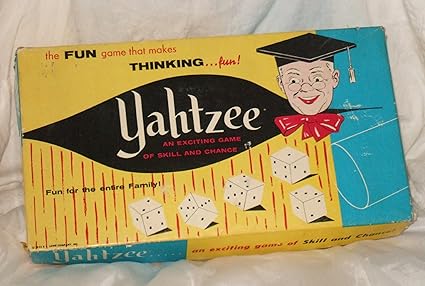 the FUN game that makes
THINKING...fun!
Yahtzee
AN EXCITING GAME
OF SKILL AND CHANCE
Fun for the entire Family!
Yahtzee.....
an exciting game of Skill and Chance!